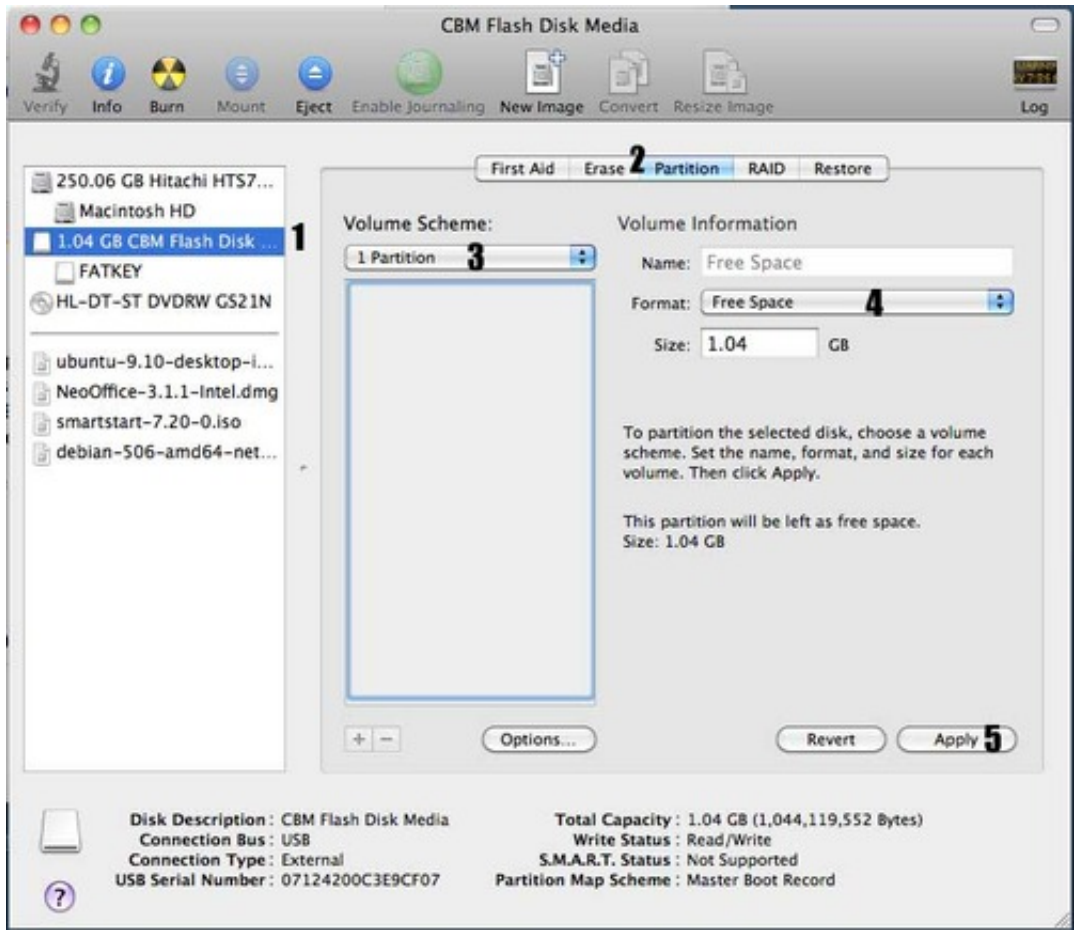 CBM Flash Disk Media
Verify Info Burn Mount Eject Enable Journaling New Image Convert Resize Image Log
First Aid Erase 2 Partition RAID Restore
250.06 GB Hitachi HTS7...
Macintosh HD
1.04 GB CBM Flash Disk ... 1
FATKEY
HL-DT-ST DVDRW GS21N
ubuntu-9.10-desktop-i...
NeoOffice-3.1.1-Intel.dmg
smartstart-7.20-0.iso
debian-506-amd64-net...
Volume Scheme:
1 Partition 3
Volume Information
Name: Free Space
Format: Free Space 4
Size: 1.04 GB
To partition the selected disk, choose a volume
scheme. Set the name, format, and size for each
volume. Then click Apply.
This partition will be left as free space.
Size: 1.04 GB
+ − Options... Revert Apply 5
Disk Description : CBM Flash Disk Media
Connection Bus : USB
Connection Type : External
USB Serial Number : 07124200C3E9CF07
Total Capacity : 1.04 GB (1,044,119,552 Bytes)
Write Status : Read/Write
S.M.A.R.T. Status : Not Supported
Partition Map Scheme : Master Boot Record
?